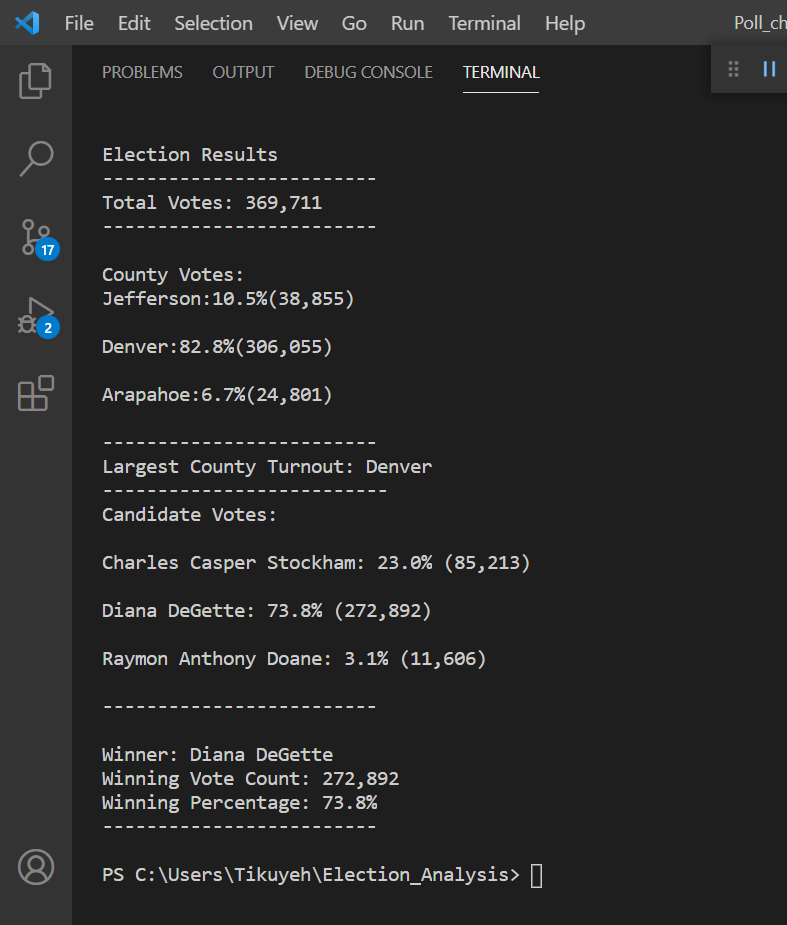 File Edit Selection View Go Run Terminal Help Poll_ch
PROBLEMS OUTPUT DEBUG CONSOLE TERMINAL
Election Results
-------------------------
Total Votes: 369,711
-------------------------
County Votes:
Jefferson:10.5%(38,855)
Denver:82.8%(306,055)
Arapahoe:6.7%(24,801)
-------------------------
Largest County Turnout: Denver
--------------------------
Candidate Votes:
Charles Casper Stockham: 23.0% (85,213)
Diana DeGette: 73.8% (272,892)
Raymon Anthony Doane: 3.1% (11,606)
-------------------------
Winner: Diana DeGette
Winning Vote Count: 272,892
Winning Percentage: 73.8%
-------------------------
PS C:\Users\Tikuyeh\Election_Analysis>
17
2